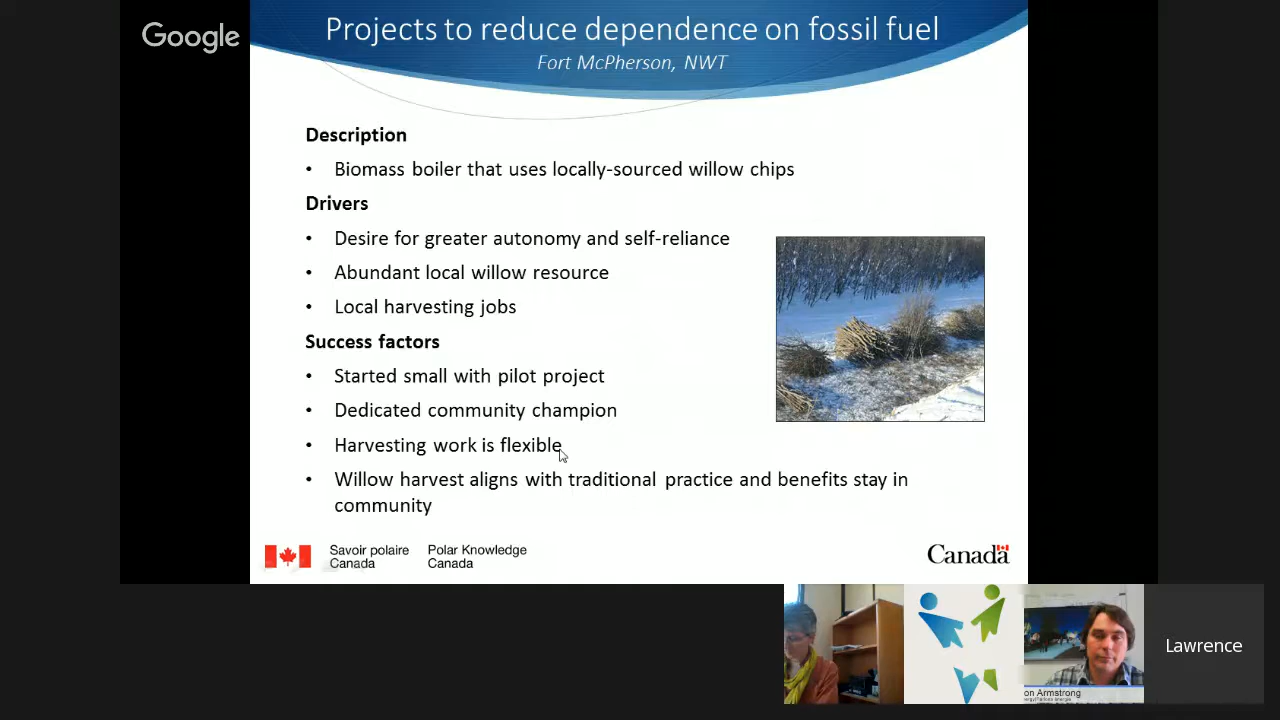 Google
Projects to reduce dependence on fossil fuel
Fort McPherson, NWT
Description
• Biomass boiler that uses locally-sourced willow chips
Drivers
• Desire for greater autonomy and self-reliance
• Abundant local willow resource
• Local harvesting jobs
Success factors
• Started small with pilot project
• Dedicated community champion
• Harvesting work is flexible
• Willow harvest aligns with traditional practice and benefits stay in
community
Savoir polaire
Canada
Polar Knowledge
Canada
Canada
on Armstrong
Lawrence